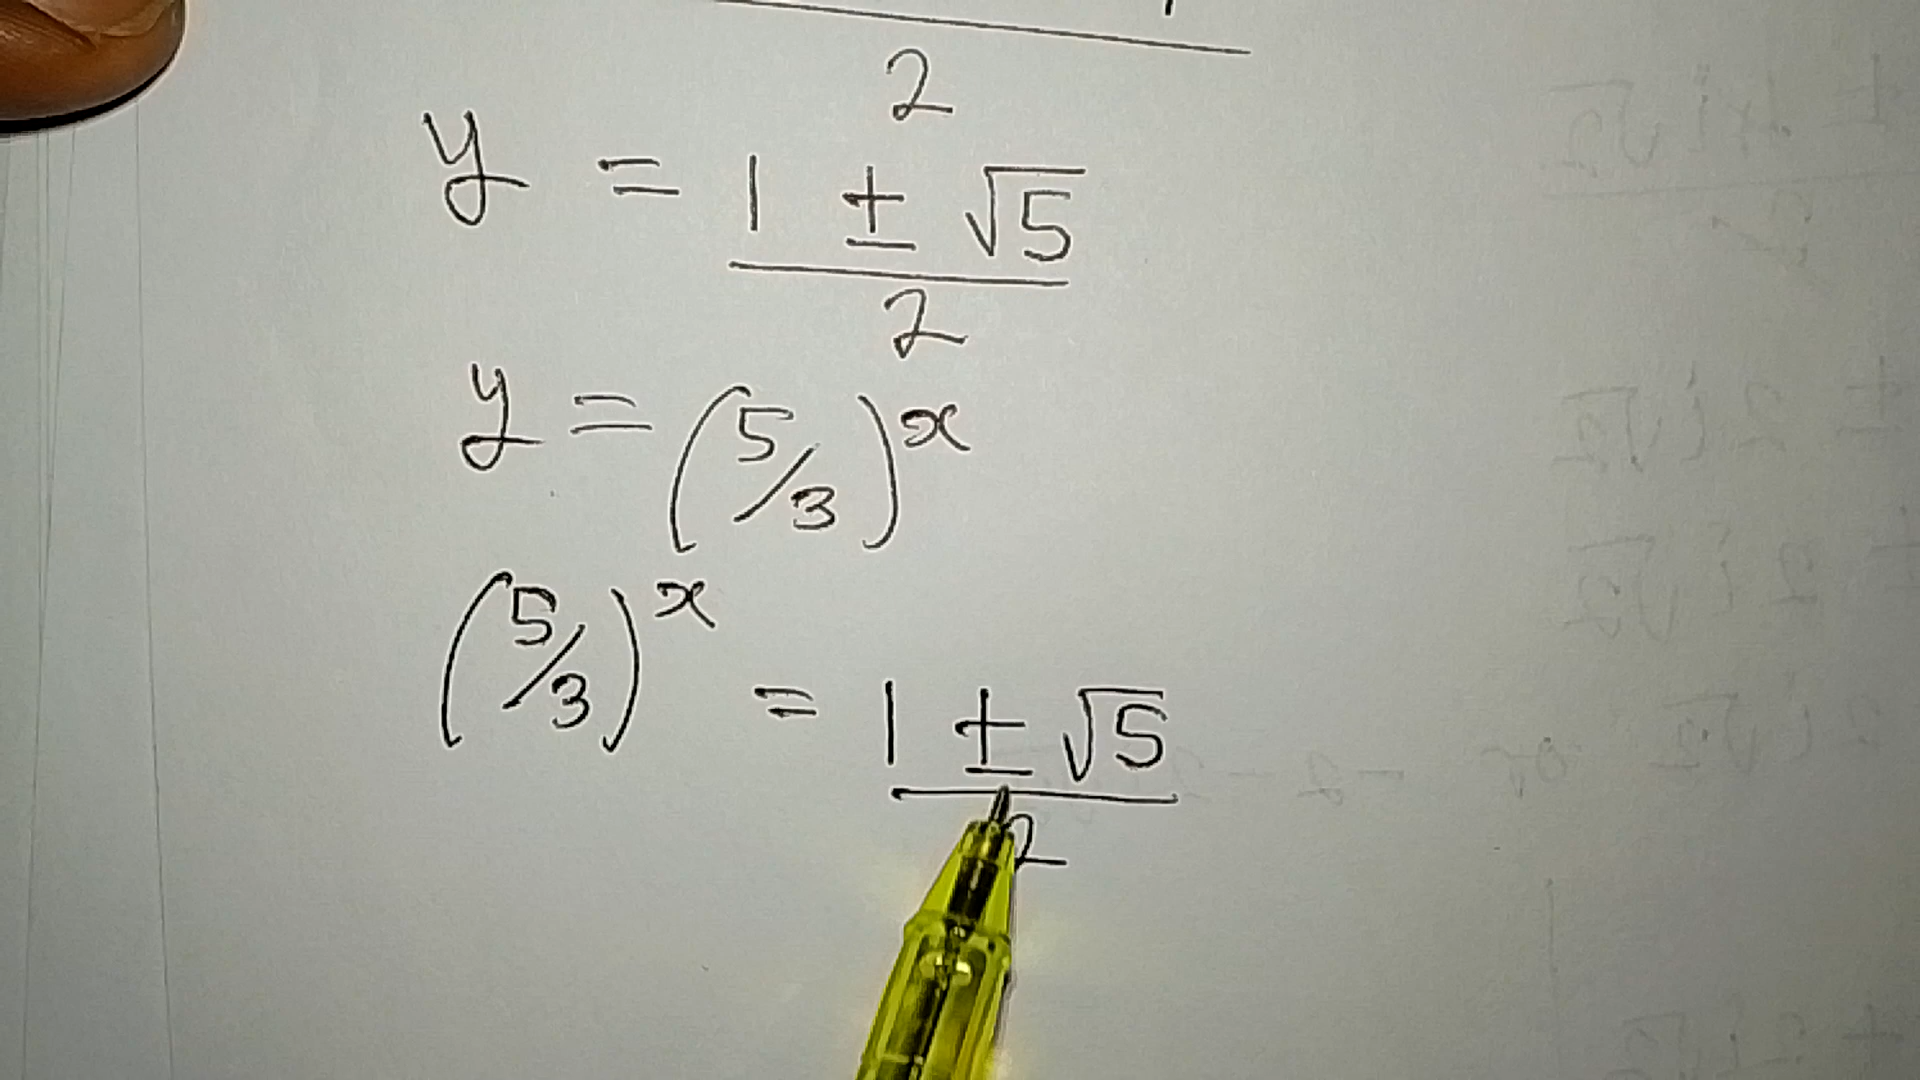 2
y = 1 ± √5
2
y = (5/3)^x
(5/3)^x = 1 ± √5
2